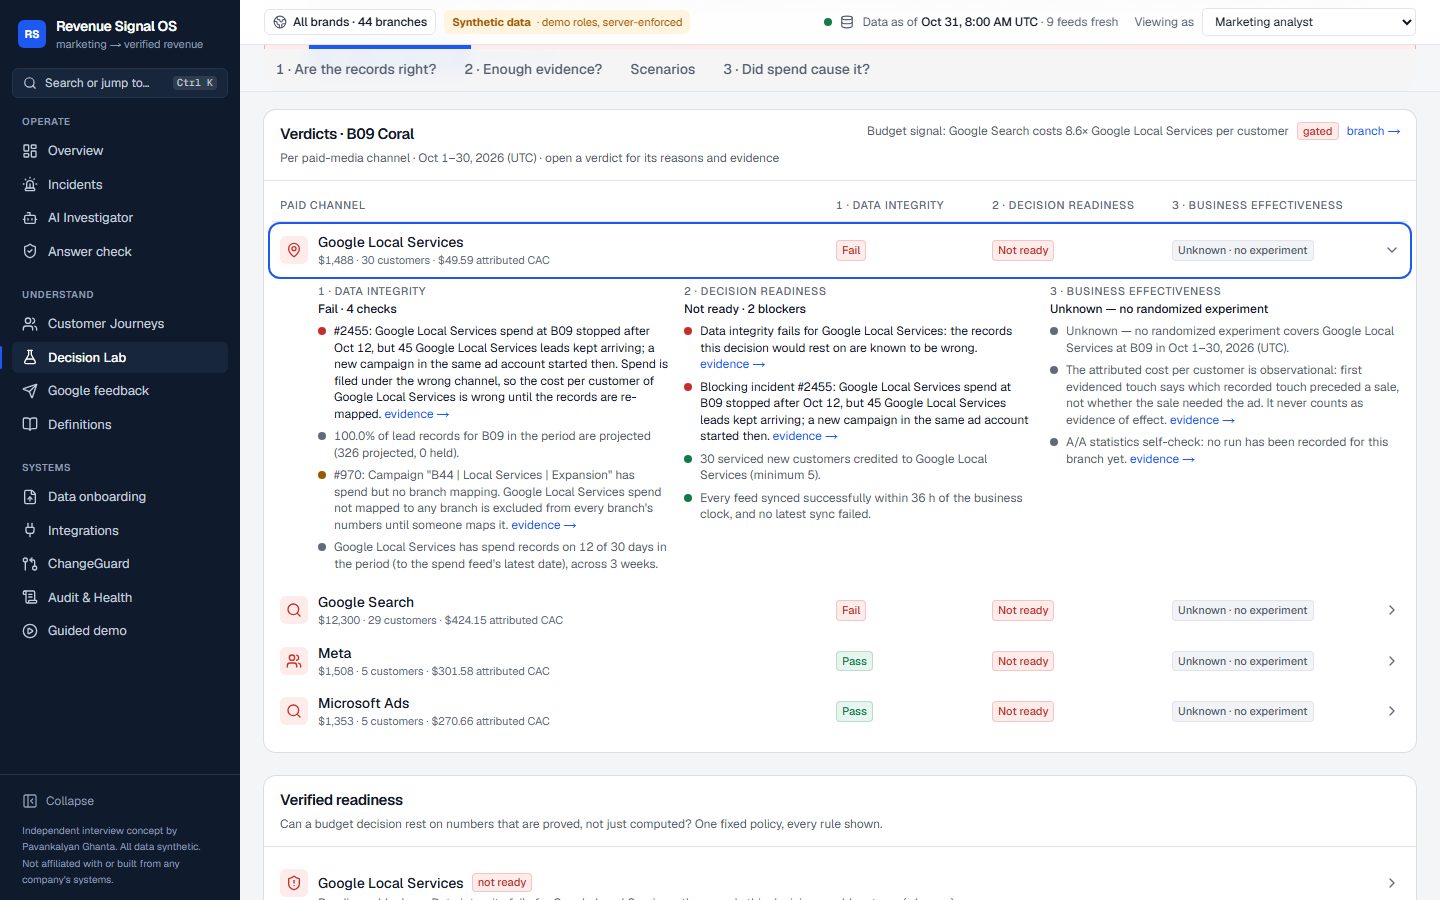 RS
Revenue Signal OS
marketing → verified revenue
Search or jump to...
Ctrl K
OPERATE
Overview
Incidents
AI Investigator
Answer check
UNDERSTAND
Customer Journeys
Decision Lab
Google feedback
Definitions
SYSTEMS
Data onboarding
Integrations
ChangeGuard
Audit & Health
Guided demo
Collapse
Independent interview concept by
Pavankalyan Ghanta. All data synthetic.
Not affiliated with or built from any
company's systems.
All brands · 44 branches
Synthetic data · demo roles, server-enforced
Data as of Oct 31, 8:00 AM UTC · 9 feeds fresh
Viewing as
Marketing analyst
1 · Are the records right?
2 · Enough evidence?
Scenarios
3 · Did spend cause it?
Verdicts · B09 Coral
Budget signal: Google Search costs 8.6× Google Local Services per customer
gated
branch →
Per paid-media channel · Oct 1–30, 2026 (UTC) · open a verdict for its reasons and evidence
PAID CHANNEL
1 · DATA INTEGRITY
2 · DECISION READINESS
3 · BUSINESS EFFECTIVENESS
Google Local Services
$1,488 · 30 customers · $49.59 attributed CAC
Fail
Not ready
Unknown · no experiment
1 · DATA INTEGRITY
Fail · 4 checks
#2455: Google Local Services spend at B09 stopped after
Oct 12, but 45 Google Local Services leads kept arriving; a
new campaign in the same ad account started then. Spend is
filed under the wrong channel, so the cost per customer of
Google Local Services is wrong until the records are re-
mapped. evidence →
100.0% of lead records for B09 in the period are projected
(326 projected, 0 held).
#970: Campaign "B44 | Local Services | Expansion" has
spend but no branch mapping. Google Local Services spend
not mapped to any branch is excluded from every branch's
numbers until someone maps it. evidence →
Google Local Services has spend records on 12 of 30 days in
the period (to the spend feed's latest date), across 3 weeks.
2 · DECISION READINESS
Not ready · 2 blockers
Data integrity fails for Google Local Services: the records
this decision would rest on are known to be wrong.
evidence →
Blocking incident #2455: Google Local Services spend at
B09 stopped after Oct 12, but 45 Google Local Services
leads kept arriving; a new campaign in the same ad account
started then. evidence →
30 serviced new customers credited to Google Local
Services (minimum 5).
Every feed synced successfully within 36 h of the business
clock, and no latest sync failed.
3 · BUSINESS EFFECTIVENESS
Unknown — no randomized experiment
Unknown — no randomized experiment covers Google Local
Services at B09 in Oct 1–30, 2026 (UTC).
The attributed cost per customer is observational: first
evidenced touch says which recorded touch preceded a sale,
not whether the sale needed the ad. It never counts as
evidence of effect. evidence →
A/A statistics self-check: no run has been recorded for this
branch yet. evidence →
Google Search
$12,300 · 29 customers · $424.15 attributed CAC
Fail
Not ready
Unknown · no experiment
Meta
$1,508 · 5 customers · $301.58 attributed CAC
Pass
Not ready
Unknown · no experiment
Microsoft Ads
$1,353 · 5 customers · $270.66 attributed CAC
Pass
Not ready
Unknown · no experiment
Verified readiness
Can a budget decision rest on numbers that are proved, not just computed? One fixed policy, every rule shown.
Google Local Services
not ready